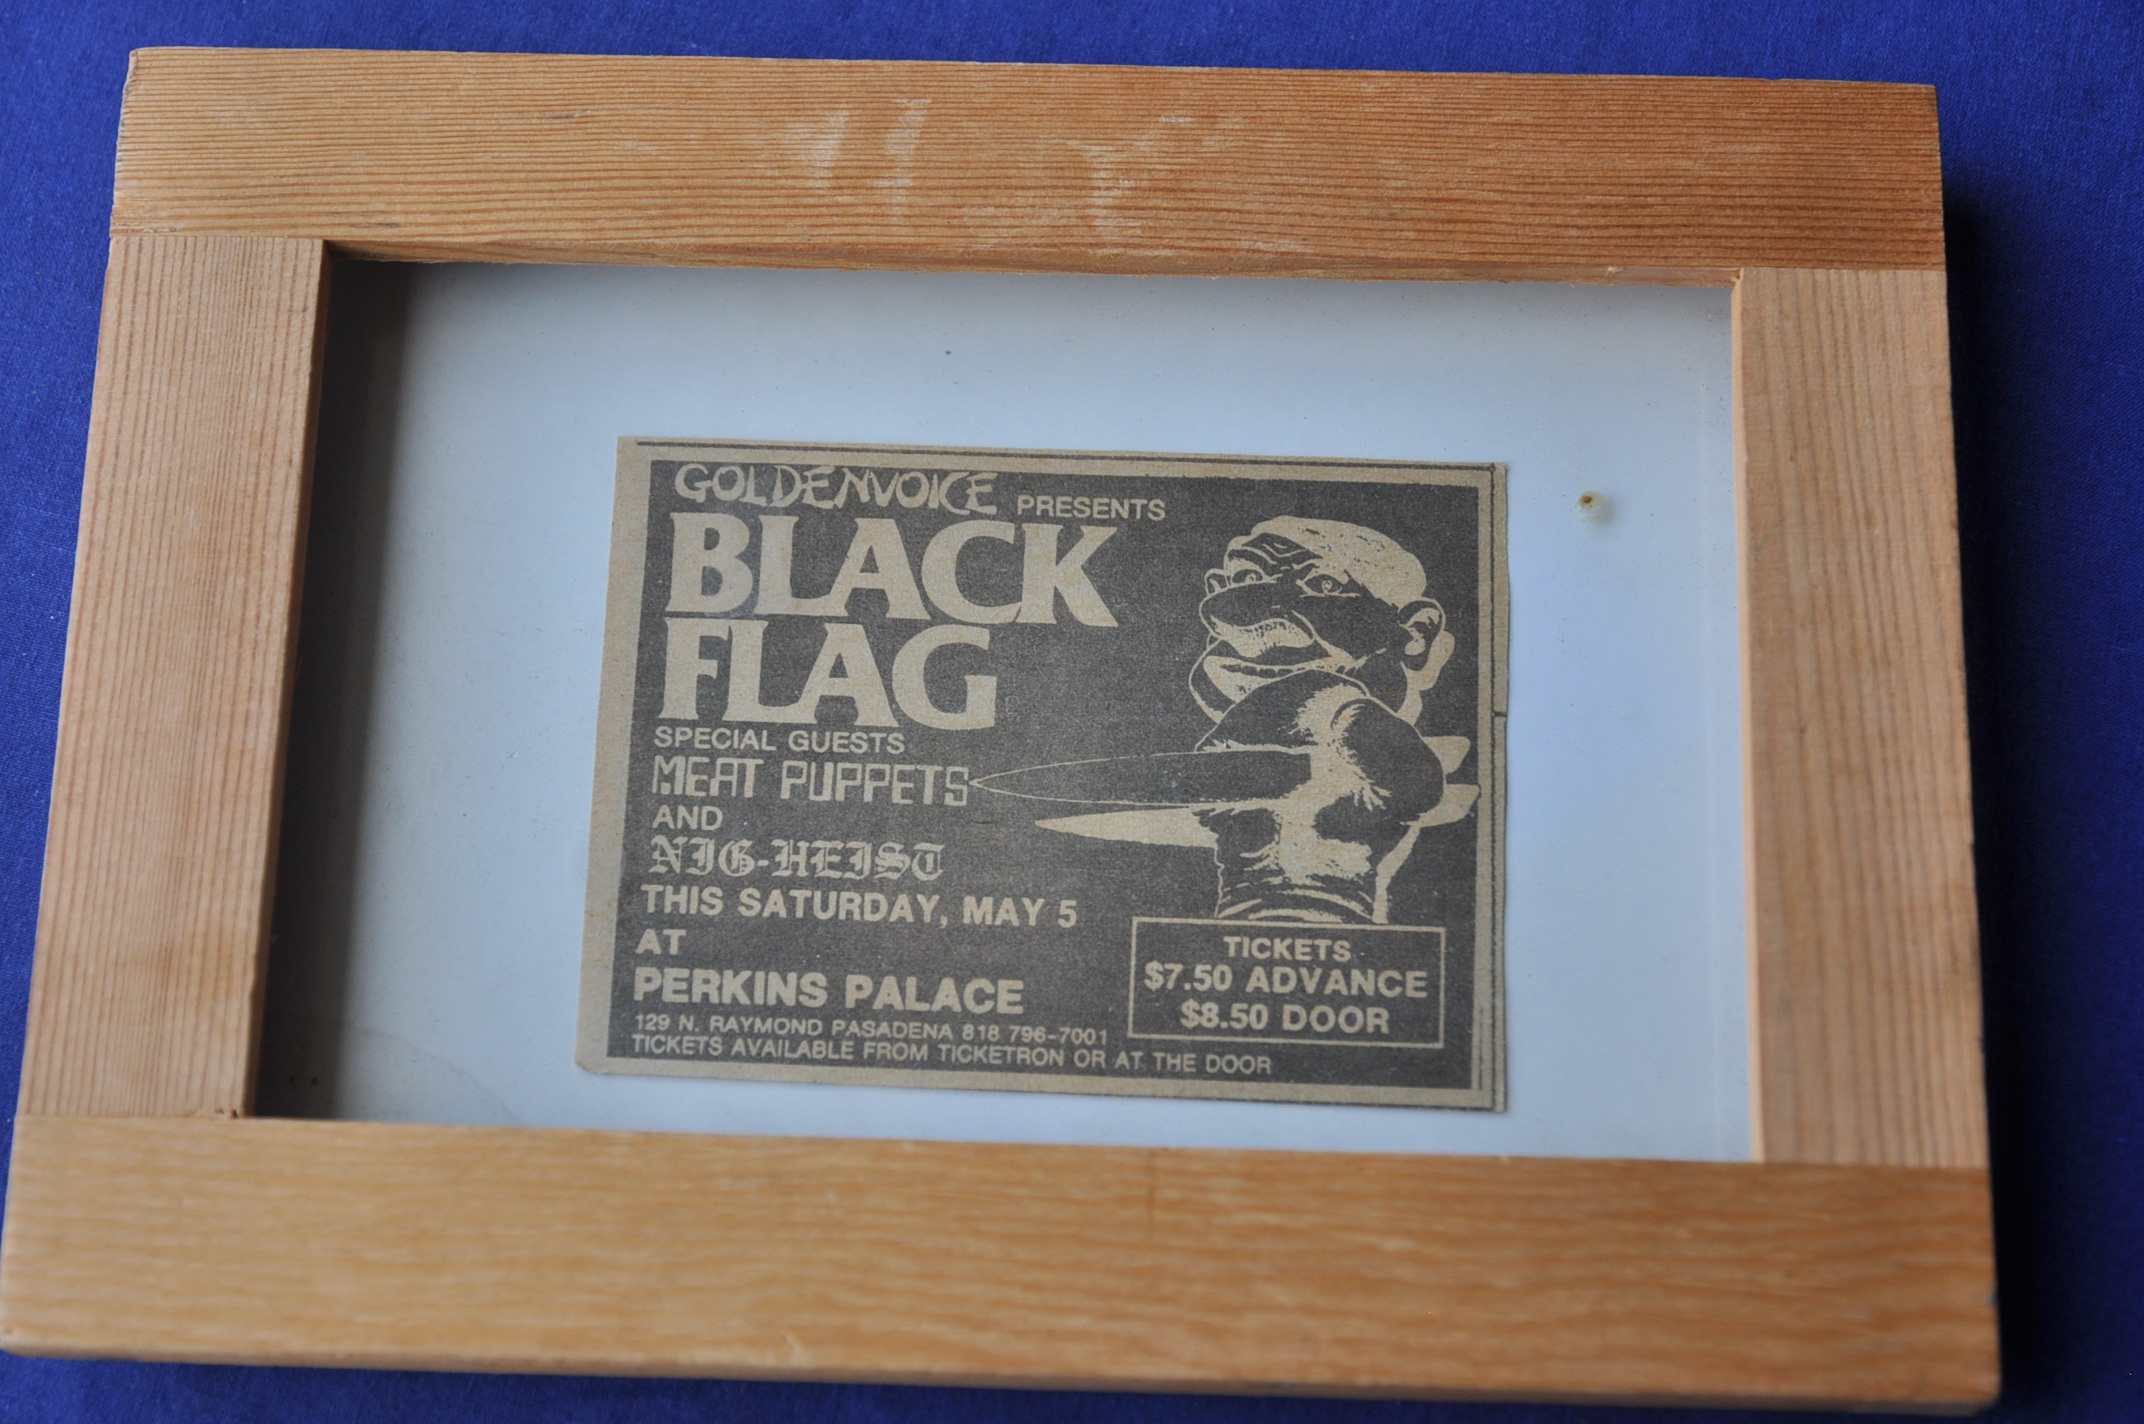 GOLDENVOICE PRESENTS
BLACK
FLAG
SPECIAL GUESTS
MEAT PUPPETS
AND
NIG-HEIST
THIS SATURDAY, MAY 5
AT
PERKINS PALACE
129 N. RAYMOND PASADENA 818 796-7001
TICKETS AVAILABLE FROM TICKETRON OR AT THE DOOR
TICKETS
$7.50 ADVANCE
$8.50 DOOR